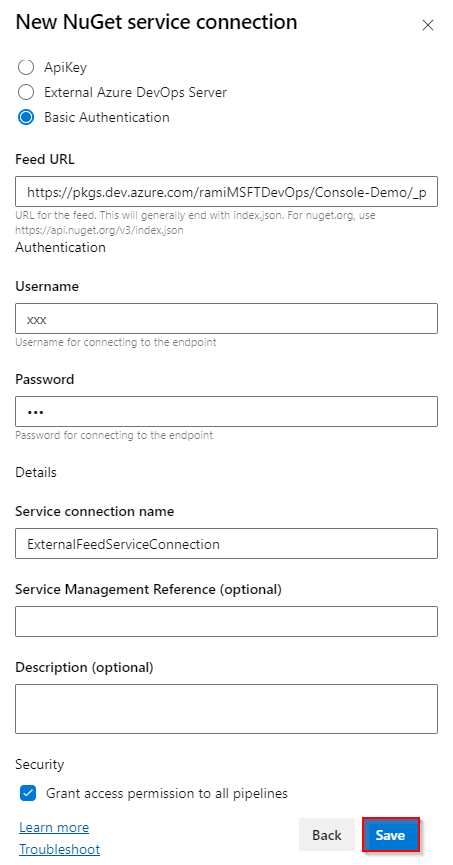 New NuGet service connection
ApiKey
External Azure DevOps Server
Basic Authentication
Feed URL
https://pkgs.dev.azure.com/ramiMSFTDevOps/Console-Demo/_p
URL for the feed. This will generally end with index.json. For nuget.org, use
https://api.nuget.org/v3/index.json
Authentication
Username
xxx
Username for connecting to the endpoint
Password
•••
Password for connecting to the endpoint
Details
Service connection name
ExternalFeedServiceConnection
Service Management Reference (optional)
Description (optional)
Security
Grant access permission to all pipelines
Learn more
Troubleshoot
Back
Save